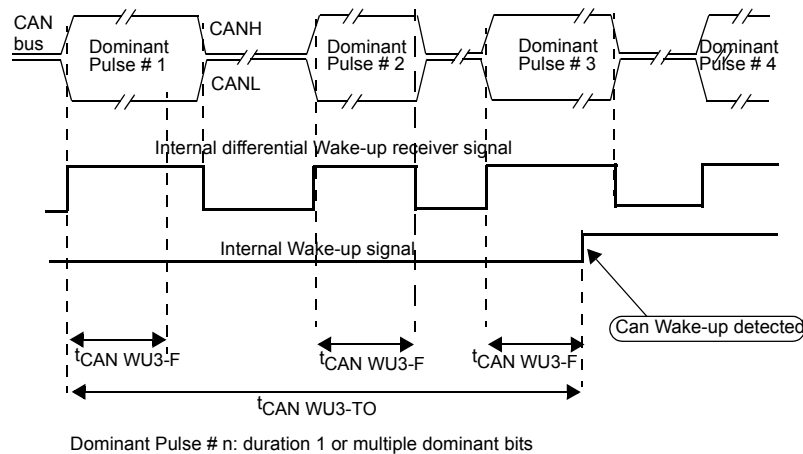 CAN
bus
CANH
CANL
Dominant
Pulse # 1
Dominant
Pulse # 2
Dominant
Pulse # 3
Dominant
Pulse # 4
Internal differential Wake-up receiver signal
Internal Wake-up signal
Can Wake-up detected
tCAN WU3-F
tCAN WU3-F
tCAN WU3-F
tCAN WU3-TO
Dominant Pulse # n: duration 1 or multiple dominant bits